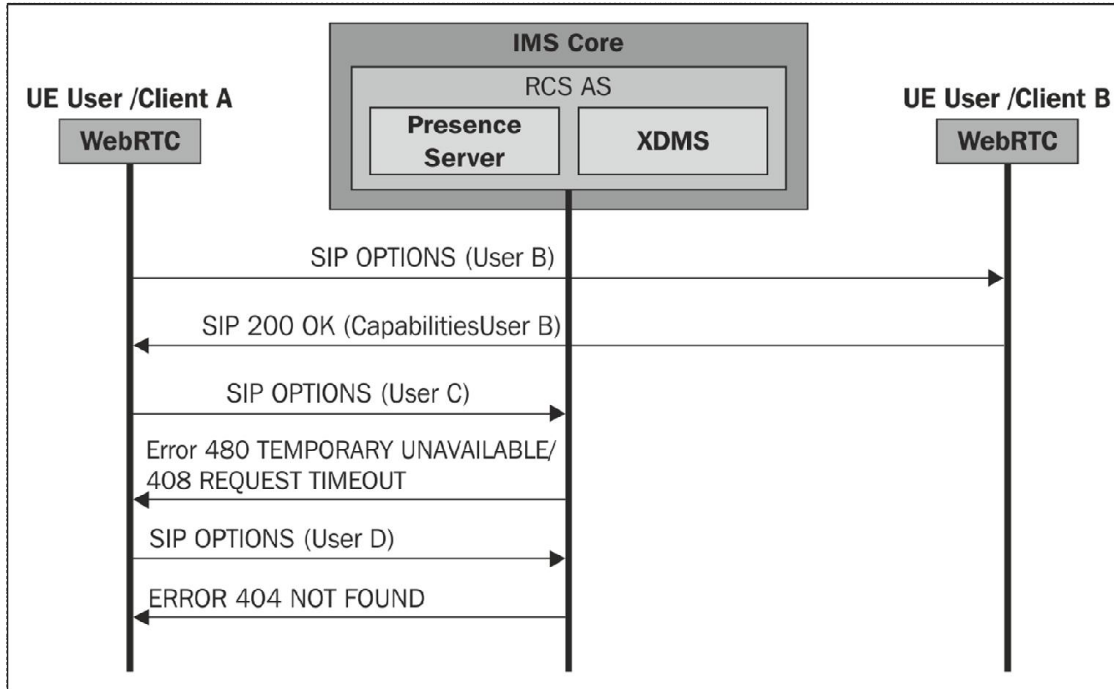 IMS Core
RCS AS
UE User /Client A
UE User /Client B
WebRTC
Presence
Server
XDMS
WebRTC
SIP OPTIONS (User B)
SIP 200 OK (CapabilitiesUser B)
SIP OPTIONS (User C)
Error 480 TEMPORARY UNAVAILABLE/
408 REQUEST TIMEOUT
SIP OPTIONS (User D)
ERROR 404 NOT FOUND